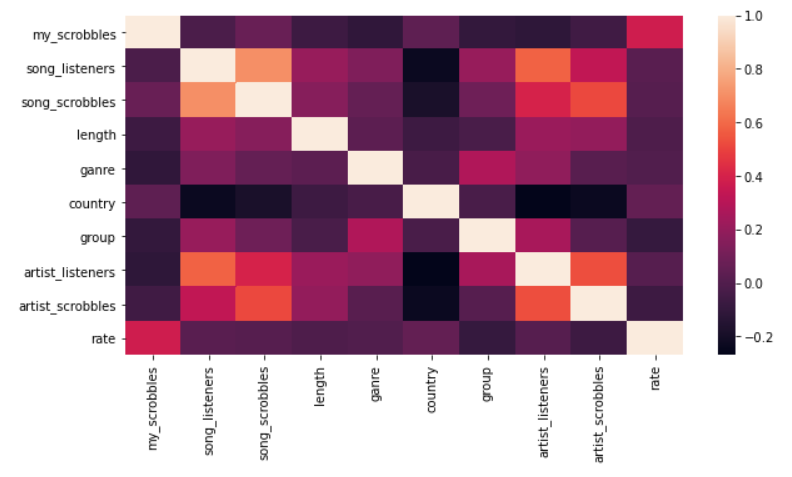 my_scrobbles
song_listeners
song_scrobbles
length
ganre
country
group
artist_listeners
artist_scrobbles
rate
my_scrobbles
song_listeners
song_scrobbles
length
ganre
country
group
artist_listeners
artist_scrobbles
rate
1.0
0.8
0.6
0.4
0.2
0.0
−0.2